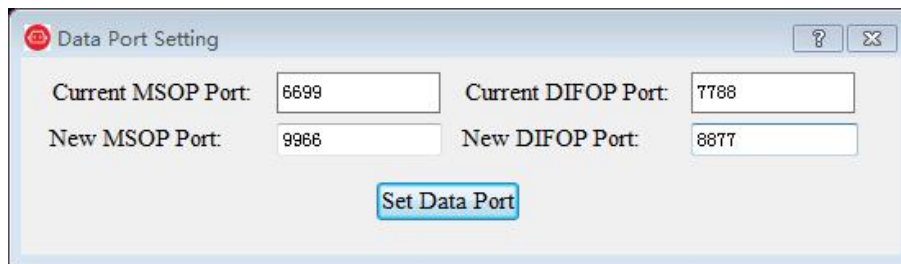 Data Port Setting
Current MSOP Port: 6699 Current DIFOP Port: 7788
New MSOP Port: 9966 New DIFOP Port: 8877
Set Data Port